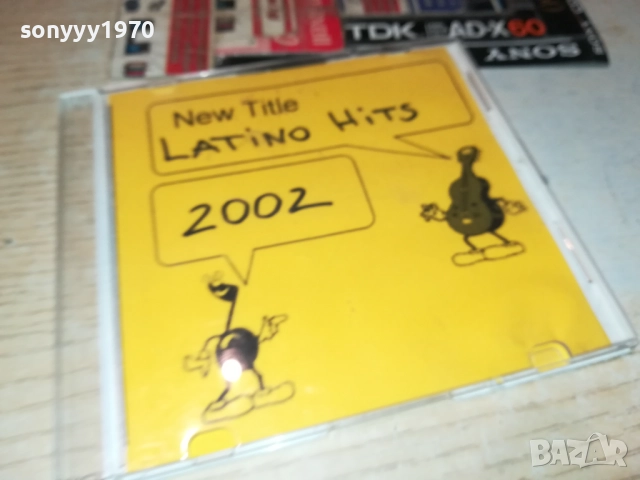 sonyyy1970
TDK AD-X60
SONY
New Title
LATINO HITS
2002
BAZAR